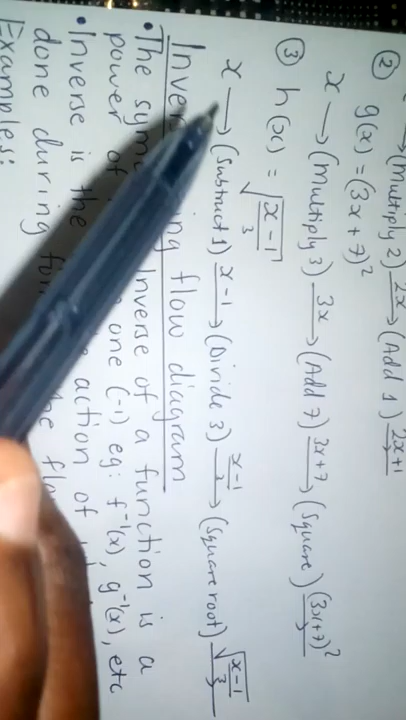 (Multiply 2) 2x → (Add 1) 2x+1
② g(x) = (3x + 7)²
x → (Multiply 3) 3x → (Add 7) 3x+7 → (Square) (3x+7)²
③ h(x) = √((x-1)/3)
x → (Subtract 1) x-1 → (Divide 3) (x-1)/3 → (Square root) √((x-1)/3)
ing flow diagram
• The Inverse of a function is a
power of one (-1) eg: f⁻¹(x), g⁻¹(x), etc
• Inverse is the action of
done during
Examples: